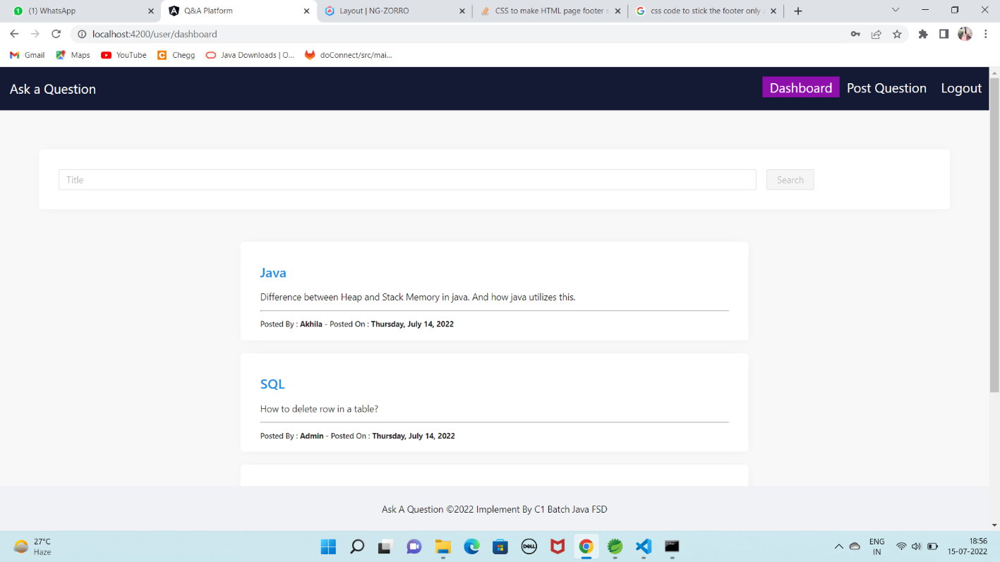 (1) WhatsApp
Q&A Platform
Layout | NG-ZORRO
CSS to make HTML page footer s
css code to stick the footer only a
localhost:4200/user/dashboard
Gmail
Maps
YouTube
Chegg
Java Downloads | O...
doConnect/src/mai...
Ask a Question
Dashboard
Post Question
Logout
Title
Search
Java
Difference between Heap and Stack Memory in java. And how java utilizes this.
Posted By : Akhila - Posted On : Thursday, July 14, 2022
SQL
How to delete row in a table?
Posted By : Admin - Posted On : Thursday, July 14, 2022
Ask A Question ©2022 Implement By C1 Batch Java FSD
27°C
Haze
DELL
ENG
IN
18:56
15-07-2022